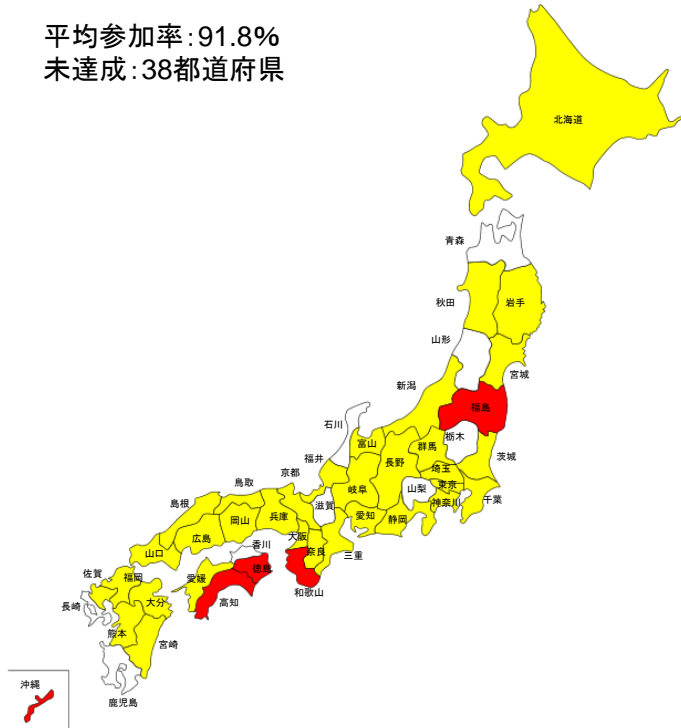 平均参加率：91.8%
未達成：38都道府県
北海道
青森
秋田
岩手
山形
宮城
新潟
福島
石川
栃木
富山
群馬
茨城
福井
長野
埼玉
京都
岐阜
山梨
東京
鳥取
滋賀
神奈川
千葉
島根
岡山
兵庫
愛知
静岡
広島
大阪
香川
奈良
三重
山口
徳島
佐賀
福岡
愛媛
和歌山
高知
長崎
大分
熊本
宮崎
沖縄
鹿児島